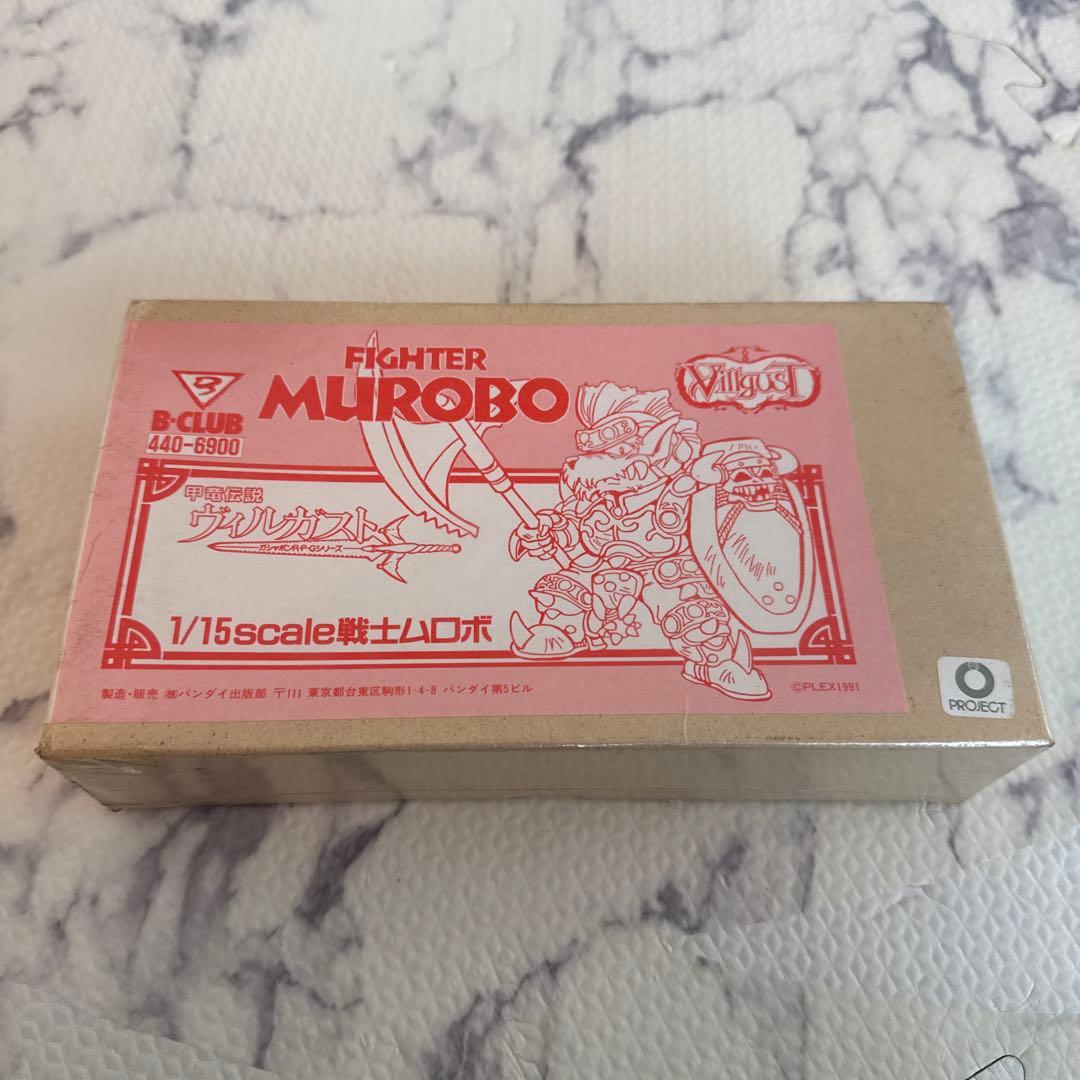 FIGHTER
MUROBO
Villgust
B-CLUB
440-6900
甲竜伝説
ヴィルガスト
ガシャポンR・P・Gシリーズ
1/15scale戦士ムロボ
製造・販売 ㈱バンダイ出版部 〒111 東京都台東区駒形1-4-8 バンダイ第5ビル
©PLEX1991
PROJECT